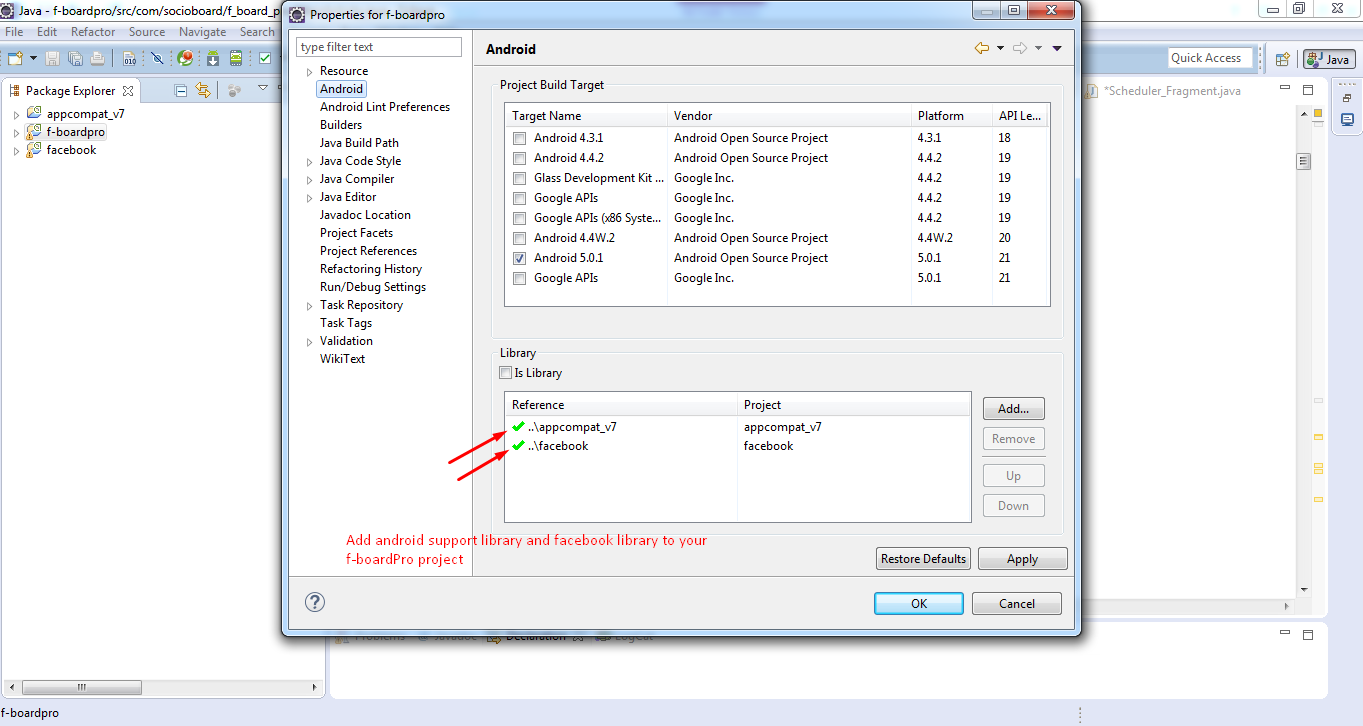 Java - f-boardpro/src/com/socioboard/f_board_p
File Edit Refactor Source Navigate Search
Quick Access
Java
Package Explorer
appcompat_v7
f-boardpro
facebook
*Scheduler_Fragment.java
Properties for f-boardpro
type filter text
Resource
Android
Android Lint Preferences
Builders
Java Build Path
Java Code Style
Java Compiler
Java Editor
Javadoc Location
Project Facets
Project References
Refactoring History
Run/Debug Settings
Task Repository
Task Tags
Validation
WikiText
Android
Project Build Target
Target Name Vendor Platform API Le...
Android 4.3.1 Android Open Source Project 4.3.1 18
Android 4.4.2 Android Open Source Project 4.4.2 19
Glass Development Kit ... Google Inc. 4.4.2 19
Google APIs Google Inc. 4.4.2 19
Google APIs (x86 Syste... Google Inc. 4.4.2 19
Android 4.4W.2 Android Open Source Project 4.4W.2 20
Android 5.0.1 Android Open Source Project 5.0.1 21
Google APIs Google Inc. 5.0.1 21
Library
Is Library
Reference Project
..\appcompat_v7 appcompat_v7
..\facebook facebook
Add...
Remove
Up
Down
Add android support library and facebook library to your
f-boardPro project
Restore Defaults Apply
OK Cancel
Problems @ Javadoc Declaration LogCat
f-boardpro